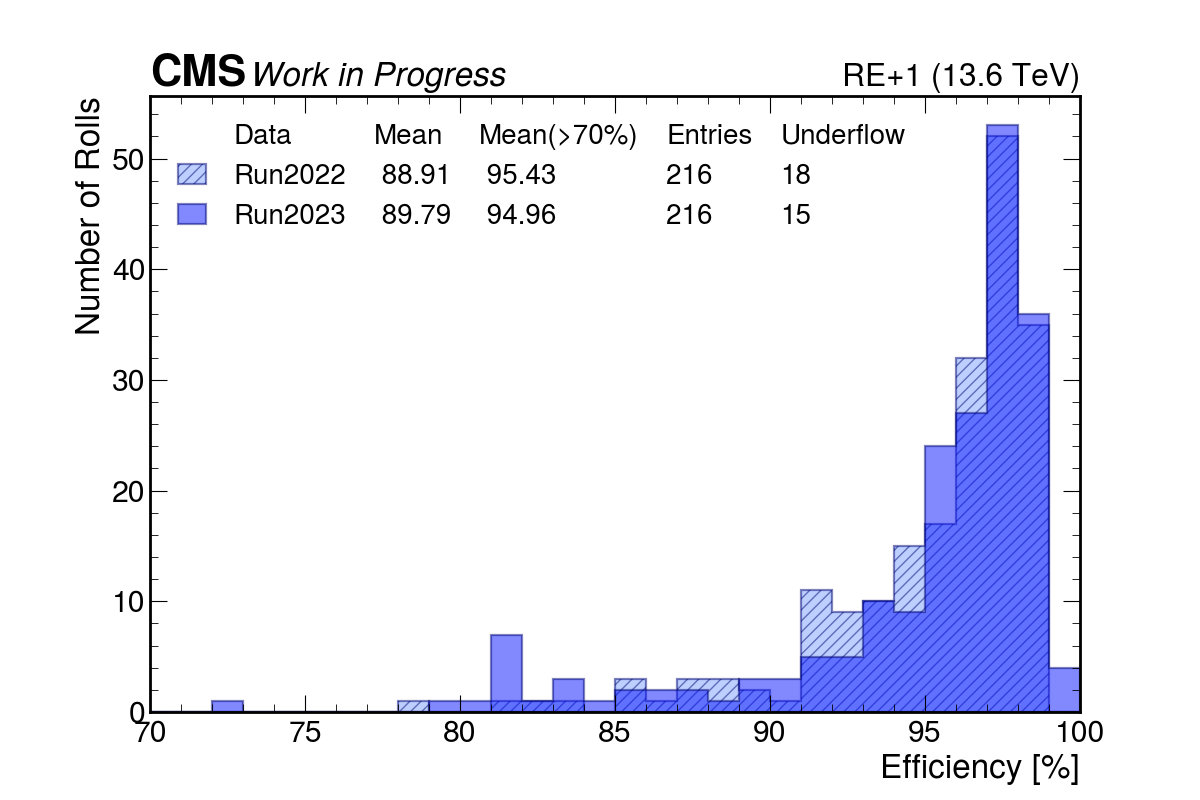 CMS Work in Progress RE+1 (13.6 TeV)
Number of Rolls
Data Mean Mean(>70%) Entries Underflow
Run2022 88.91 95.43 216 18
Run2023 89.79 94.96 216 15
50
40
30
20
10
0
70 75 80 85 90 95 100
Efficiency [%]